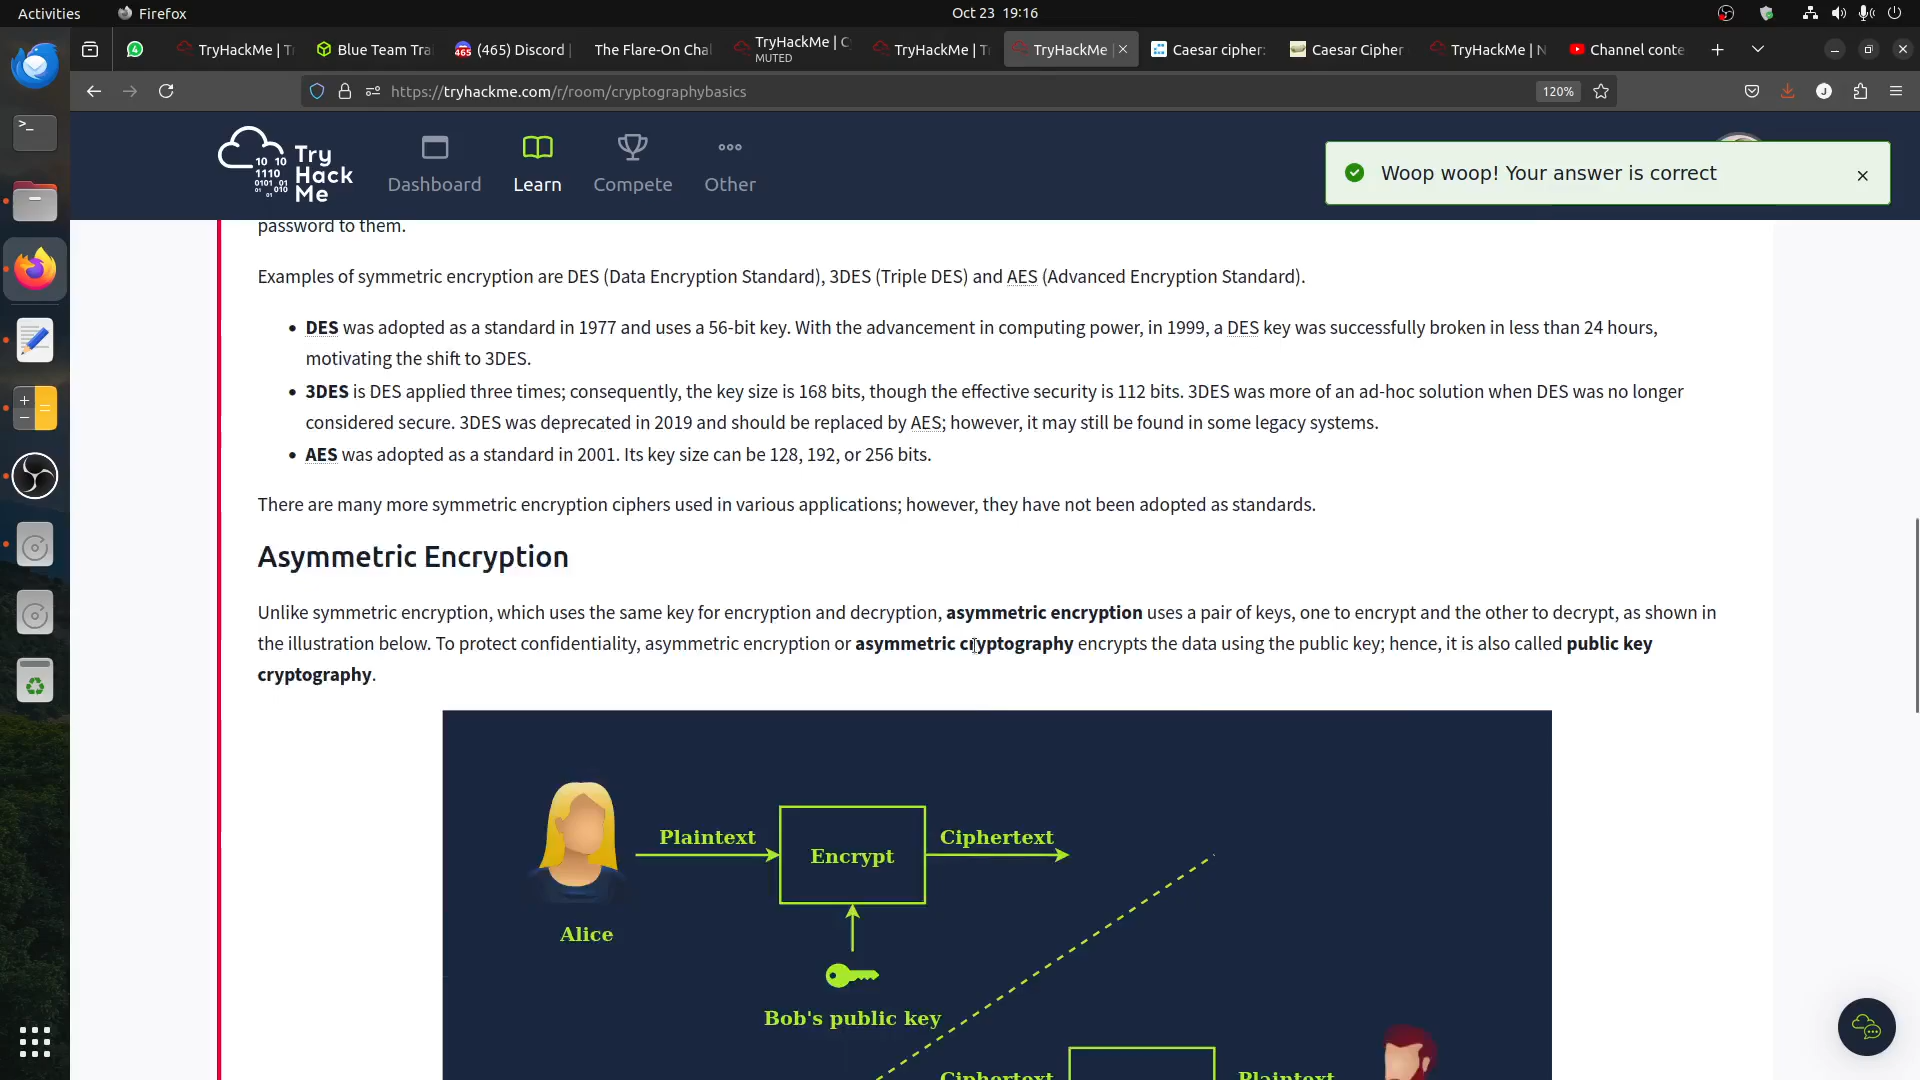 Activities
Firefox
Oct 23 19:16
TryHackMe | T
Blue Team Tra
(465) Discord |
The Flare-On Chal
TryHackMe | C
MUTED
TryHackMe | T
TryHackMe |
Caesar cipher:
Caesar Cipher
TryHackMe | N
Channel conte
https://tryhackme.com/r/room/cryptographybasics
120%
Try
Hack
Me
Dashboard
Learn
Compete
Other
Woop woop! Your answer is correct
password to them.
Examples of symmetric encryption are DES (Data Encryption Standard), 3DES (Triple DES) and AES (Advanced Encryption Standard).
• DES was adopted as a standard in 1977 and uses a 56-bit key. With the advancement in computing power, in 1999, a DES key was successfully broken in less than 24 hours,
motivating the shift to 3DES.
• 3DES is DES applied three times; consequently, the key size is 168 bits, though the effective security is 112 bits. 3DES was more of an ad-hoc solution when DES was no longer
considered secure. 3DES was deprecated in 2019 and should be replaced by AES; however, it may still be found in some legacy systems.
• AES was adopted as a standard in 2001. Its key size can be 128, 192, or 256 bits.
There are many more symmetric encryption ciphers used in various applications; however, they have not been adopted as standards.
Asymmetric Encryption
Unlike symmetric encryption, which uses the same key for encryption and decryption, asymmetric encryption uses a pair of keys, one to encrypt and the other to decrypt, as shown in
the illustration below. To protect confidentiality, asymmetric encryption or asymmetric cryptography encrypts the data using the public key; hence, it is also called public key
cryptography.
Plaintext
Encrypt
Ciphertext
Alice
Bob's public key
Ciphertext
Plaintext